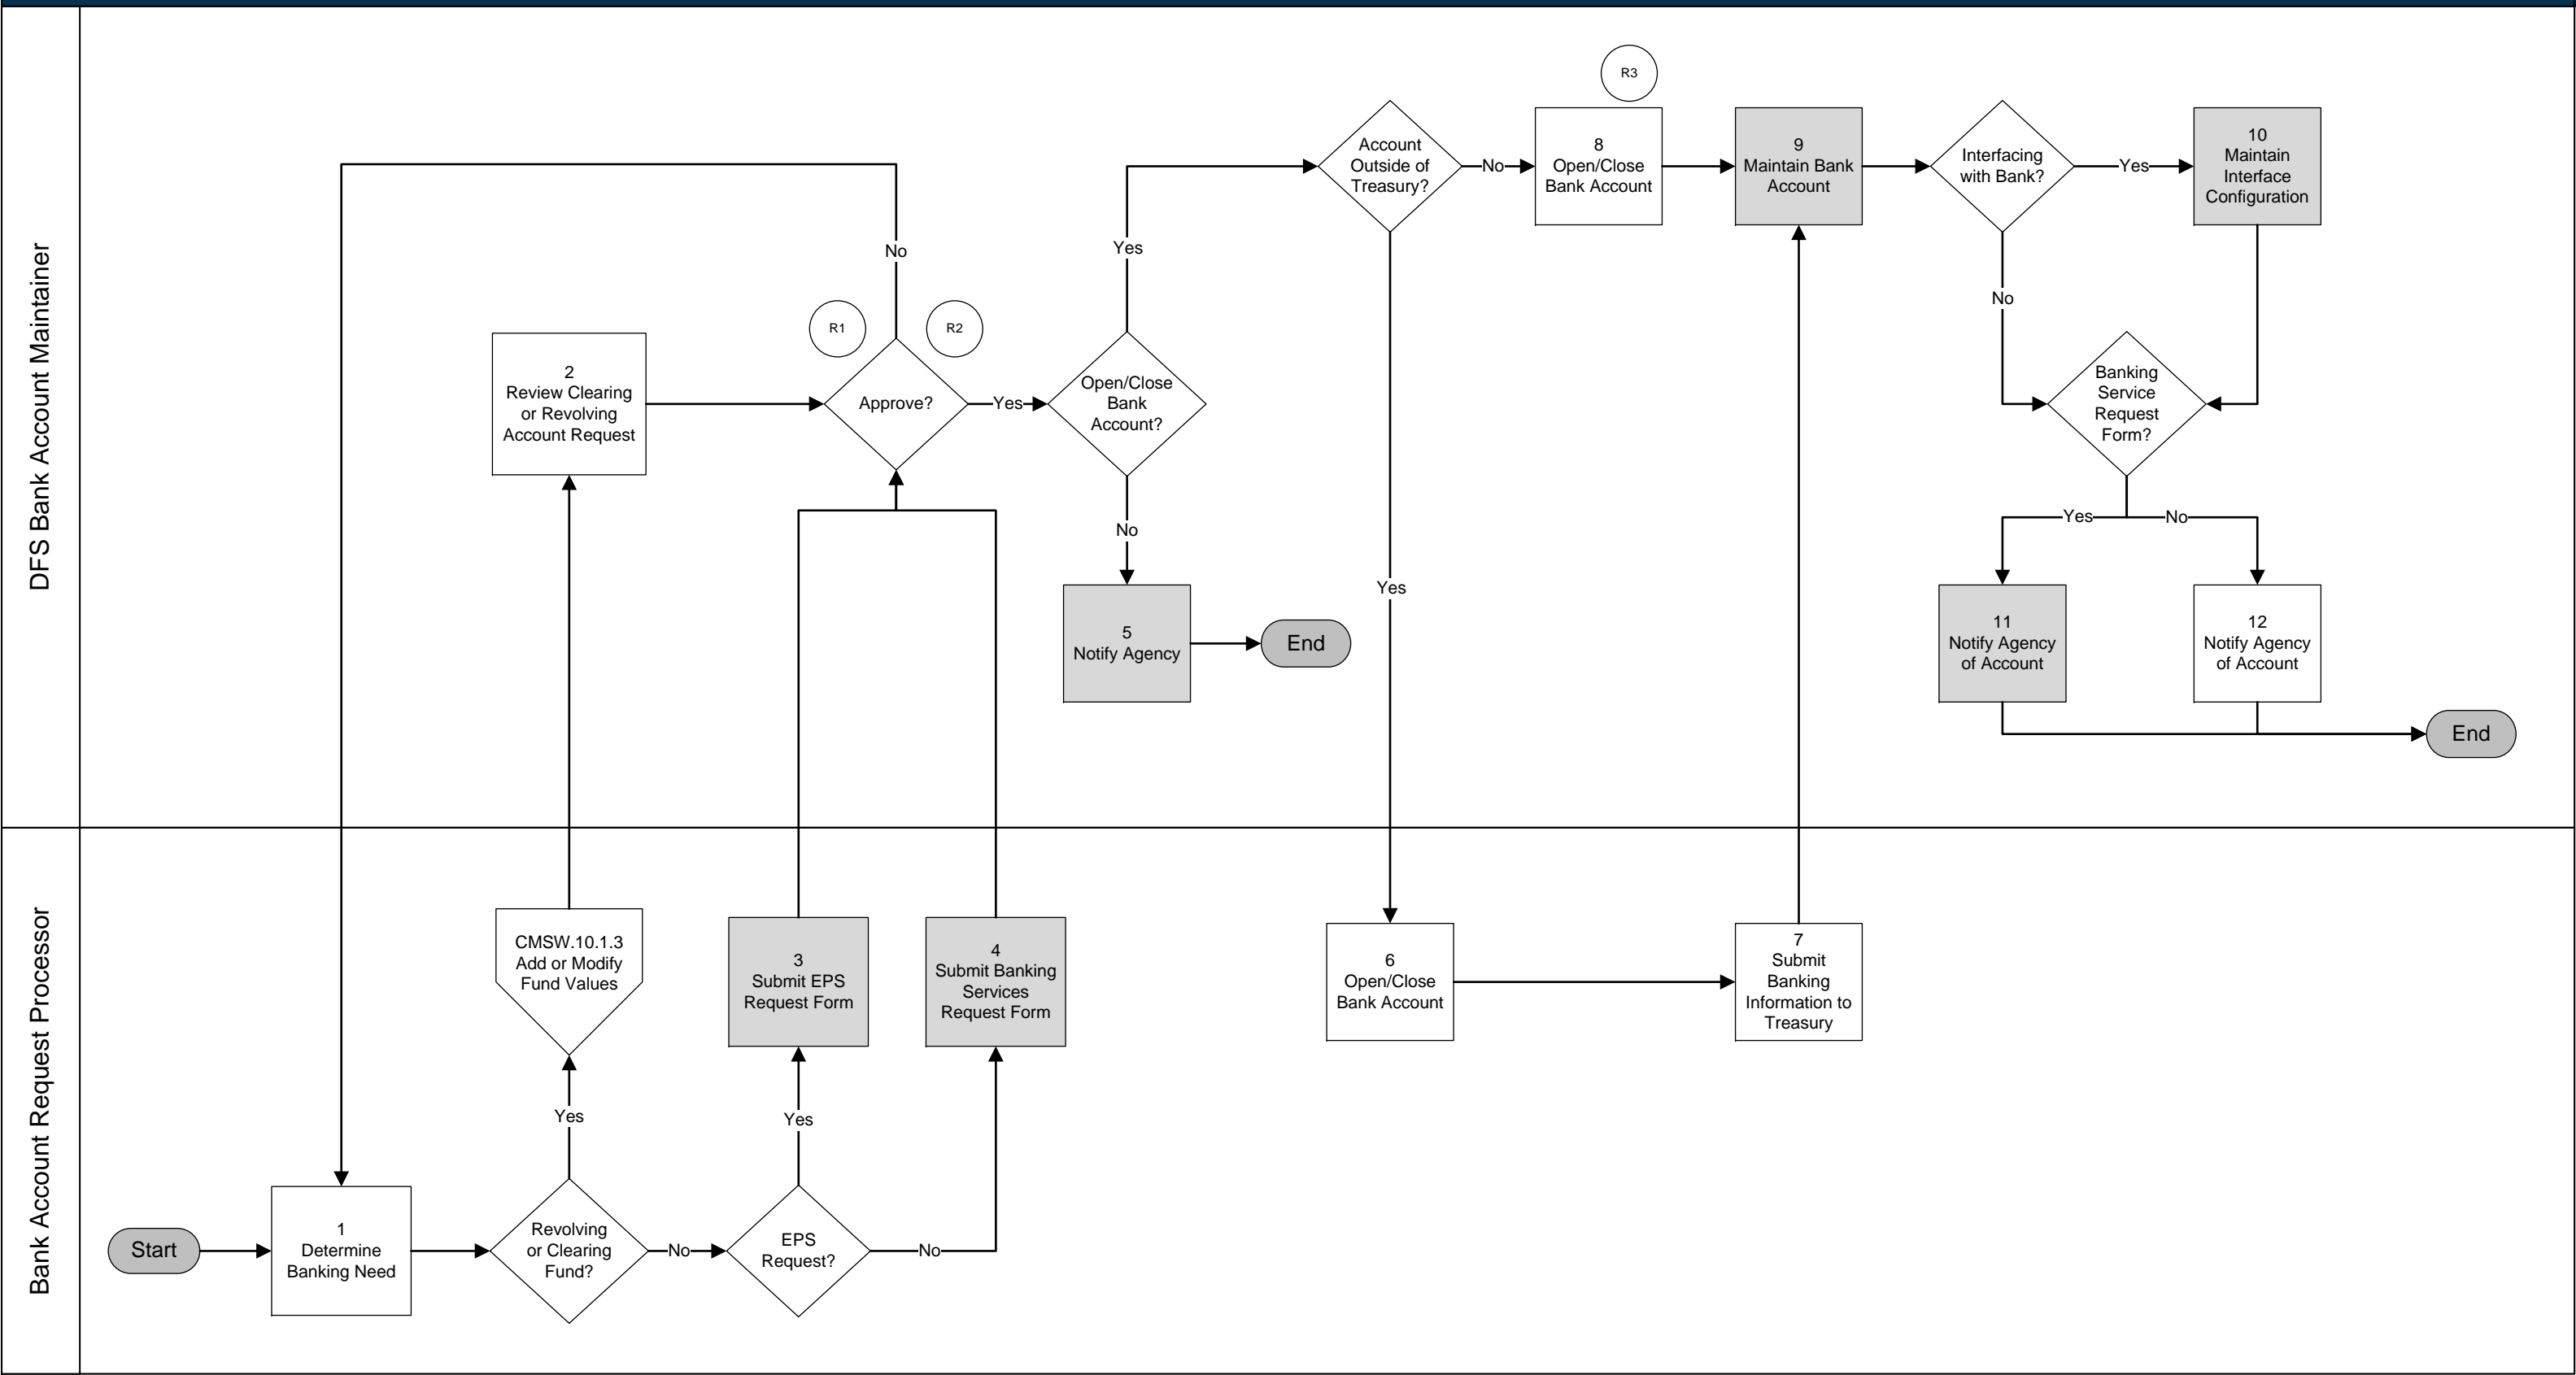 DFS Bank Account Maintainer
R3
Account
Outside of
Treasury?
No
8
Open/Close
Bank Account
9
Maintain Bank
Account
Interfacing
with Bank?
Yes
10
Maintain
Interface
Configuration
No
Yes
No
R1
R2
2
Review Clearing
or Revolving
Account Request
Approve?
Yes
Open/Close
Bank
Account?
Banking
Service
Request
Form?
No
Yes
No
Yes
5
Notify Agency
End
11
Notify Agency
of Account
12
Notify Agency
of Account
End
Bank Account Request Processor
CMSW.10.1.3
Add or Modify
Fund Values
3
Submit EPS
Request Form
4
Submit Banking
Services
Request Form
6
Open/Close
Bank Account
7
Submit
Banking
Information to
Treasury
Yes
Yes
Start
1
Determine
Banking Need
Revolving
or Clearing
Fund?
No
EPS
Request?
No